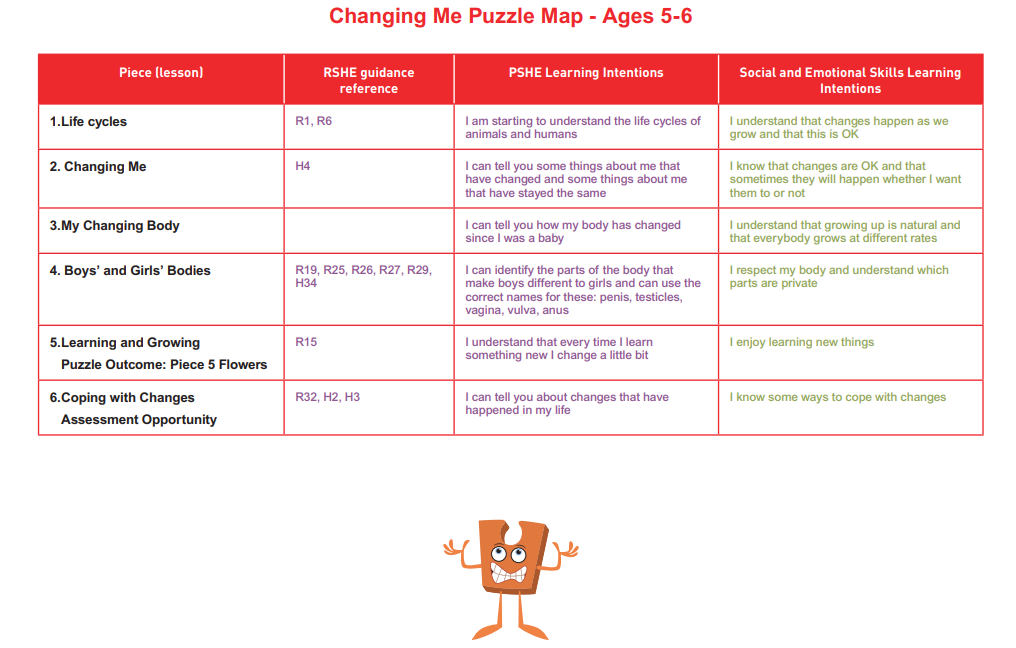 Changing Me Puzzle Map - Ages 5-6
Piece (lesson)
RSHE guidance
reference
PSHE Learning Intentions
Social and Emotional Skills Learning
Intentions
1.Life cycles
R1, R6
I am starting to understand the life cycles of
animals and humans
I understand that changes happen as we
grow and that this is OK
2. Changing Me
H4
I can tell you some things about me that
have changed and some things about me
that have stayed the same
I know that changes are OK and that
sometimes they will happen whether I want
them to or not
3.My Changing Body
I can tell you how my body has changed
since I was a baby
I understand that growing up is natural and
that everybody grows at different rates
4. Boys’ and Girls’ Bodies
R19, R25, R26, R27, R29,
H34
I can identify the parts of the body that
make boys different to girls and can use the
correct names for these: penis, testicles,
vagina, vulva, anus
I respect my body and understand which
parts are private
5.Learning and Growing
Puzzle Outcome: Piece 5 Flowers
R15
I understand that every time I learn
something new I change a little bit
I enjoy learning new things
6.Coping with Changes
Assessment Opportunity
R32, H2, H3
I can tell you about changes that have
happened in my life
I know some ways to cope with changes